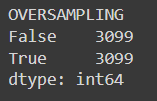 OVERSAMPLING
False    3099
True     3099
dtype: int64